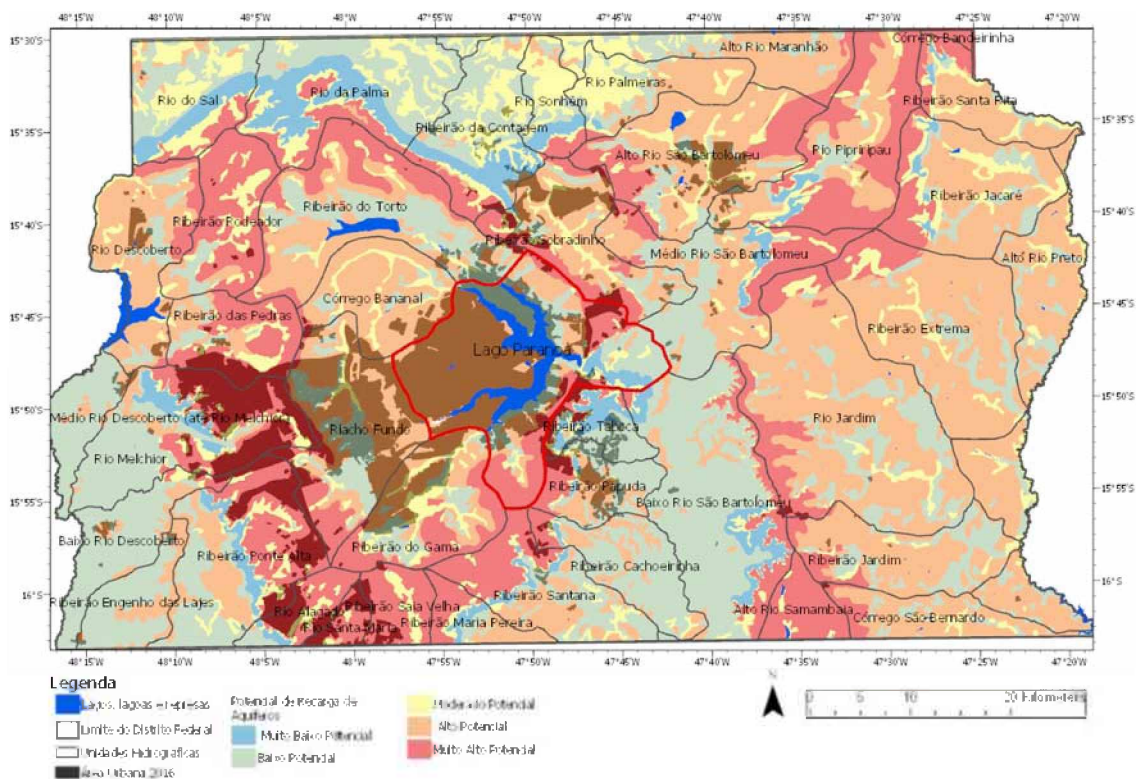 48°15'W 48°10'W 48°5'W 48°W 47°55'W 47°50'W 47°45'W 47°40'W 47°35'W 47°30'W 47°25'W 47°20'W
Córrego Bandeirinha
15°30'S
Alto Rio Maranhão
Rio Palmeiras
Rio do Sal
Rio da Palma
Rio Sonhém
Ribeirão Santa Rita
15°35'S 15°35'S
Ribeirão da Contagem
Alto Rio São Bartolomeu
Rio Pipiripau
Ribeirão Jacaré
15°40'S 15°40'S
Ribeirão Rodeador
Ribeirão do Torto
Rio Descoberto
Ribeirão Sobradinho
Médio Rio São Bartolomeu
Alto Rio Preto
15°45'S 15°45'S
Córrego Bananal
Ribeirão das Pedras
Ribeirão Extrema
Lago Paranoá
15°50'S 15°50'S
Médio Rio Descoberto (até Rio Melchior)
Riacho Fundo
Ribeirão Taboca
Rio Jardim
Rio Melchior
15°55'S 15°55'S
Ribeirão Papuda
Baixo Rio São Bartolomeu
Baixo Rio Descoberto
Ribeirão Ponte Alta
Ribeirão do Gama
Ribeirão Cachoeirinha
Ribeirão Jardim
16°S 16°S
Ribeirão Engenho das Lajes
Rio Alagado
Ribeirão Saia Velha
Ribeirão Santana
Alto Rio Samambaia
Córrego São Bernardo
Rio Santa Maria
Ribeirão Maria Pereira
48°15'W 48°10'W 48°5'W 48°W 47°55'W 47°50'W 47°45'W 47°40'W 47°35'W 47°30'W 47°25'W 47°20'W
Legenda
Lagos, lagoas e represas
Limite do Distrito Federal
Unidades Hidrográficas
Área Urbana 2016
Potencial de Recarga de
Aquíferos
Muito Baixo Potencial
Baixo Potencial
Moderado Potencial
Alto Potencial
Muito Alto Potencial
N
0 5 10 20 Kilometers